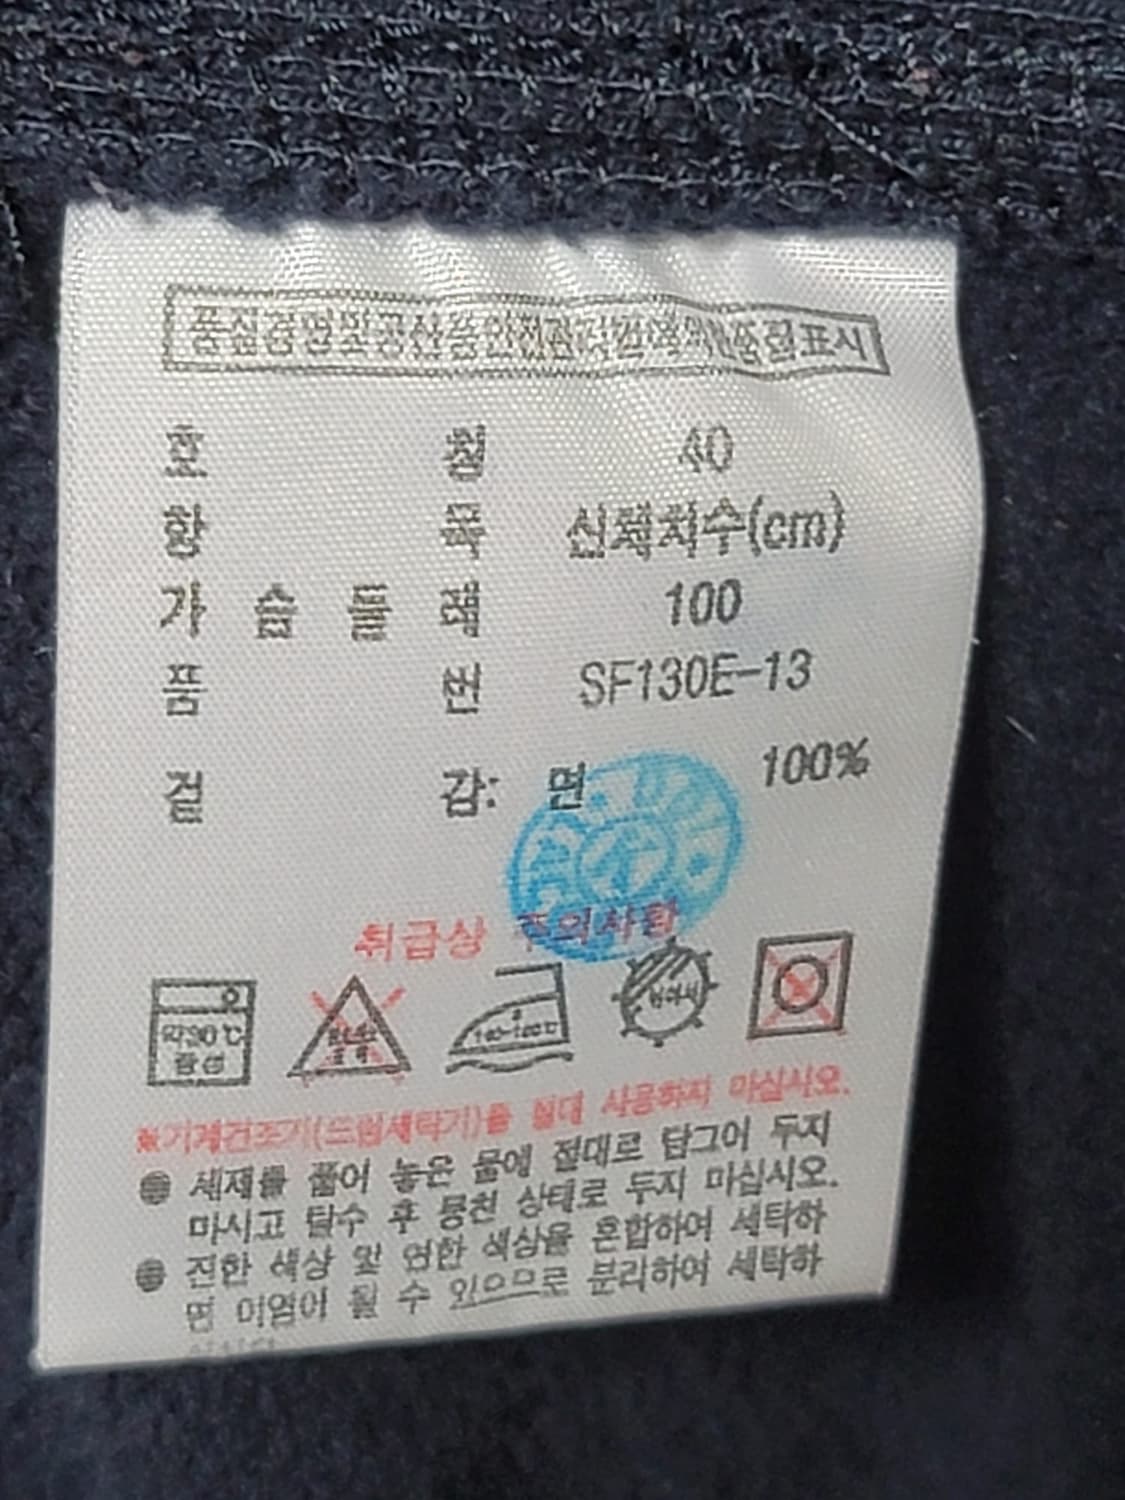 품질경영및공산품안전관리법에의한품질표시
호 칭 40
항 목 신체치수(cm)
가 슴 둘 레 100
품 번 SF130E-13
겉 감: 면 100%
취급상 주의사항
약30℃
중성
염소
표백
※기계건조기(드럼세탁기)를 절대 사용하지 마십시오.
● 세제를 풀어 놓은 물에 절대로 담그어 두지
마시고 탈수 후 뭉친 상태로 두지 마십시오.
● 진한 색상 및 연한 색상을 혼합하여 세탁하
면 이염이 될 수 있으므로 분리하여 세탁하